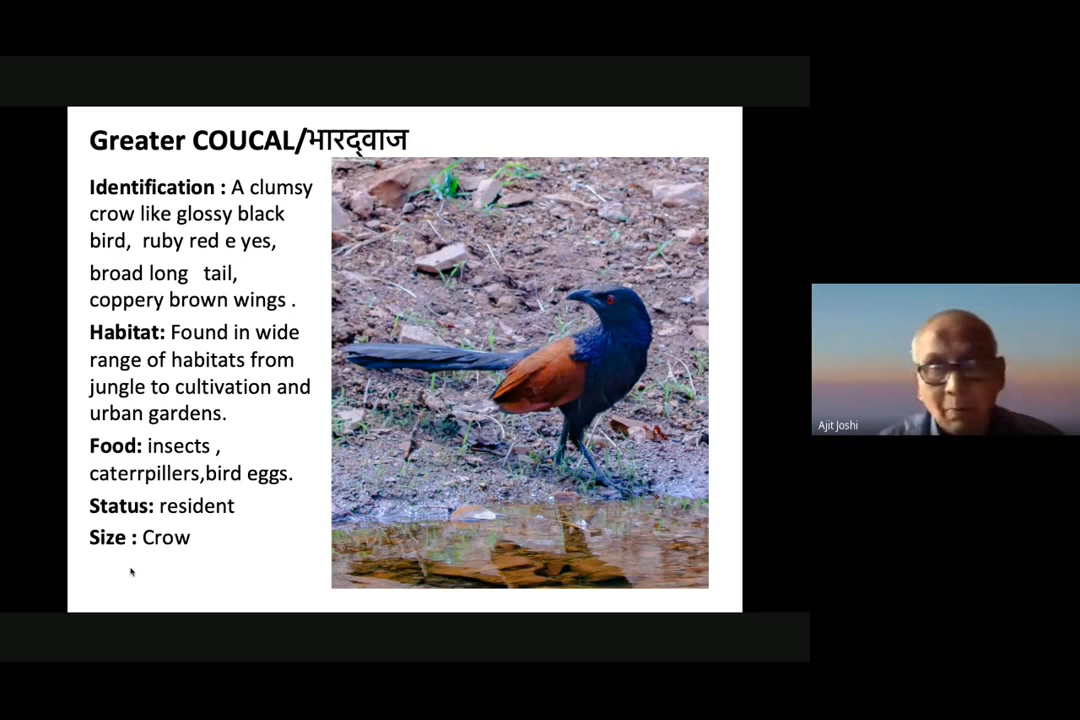 Greater COUCAL/भारद्वाज
Identification : A clumsy
crow like glossy black
bird, ruby red e yes,
broad long tail,
coppery brown wings .
Habitat: Found in wide
range of habitats from
jungle to cultivation and
urban gardens.
Food: insects ,
caterrpillers,bird eggs.
Status: resident
Size : Crow
Ajit Joshi